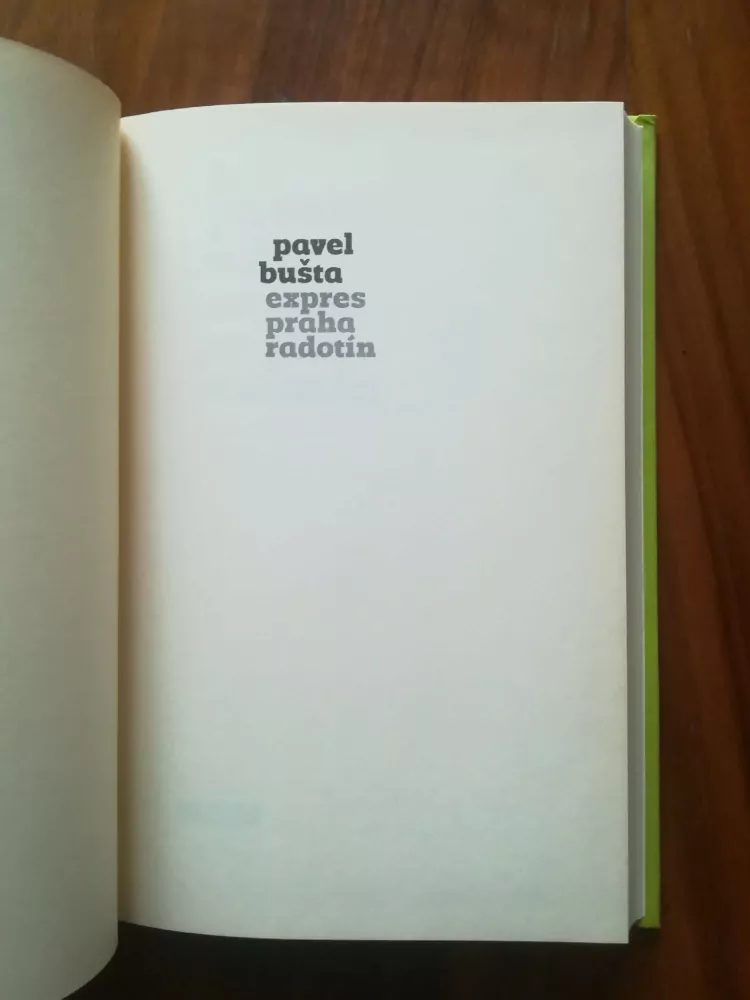 pavel
bušta
expres
praha
radotín